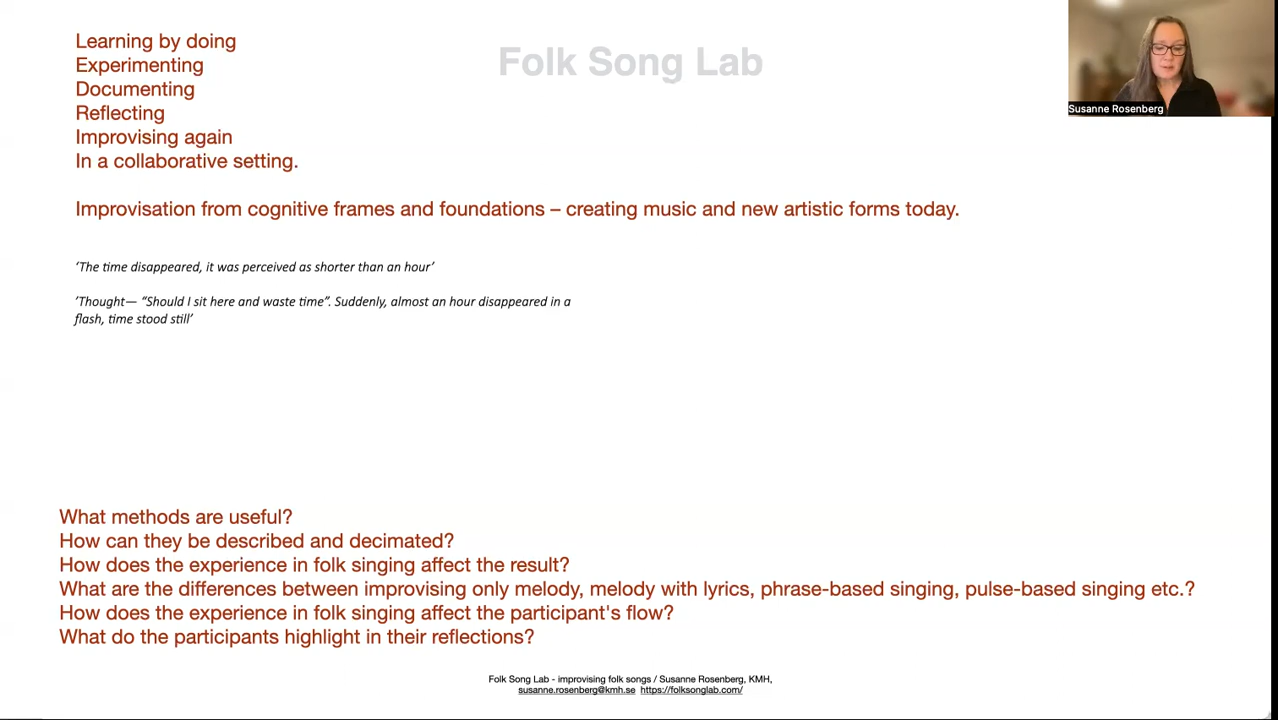 Folk Song Lab
Susanne Rosenberg
Learning by doing
Experimenting
Documenting
Reflecting
Improvising again
In a collaborative setting.
Improvisation from cognitive frames and foundations – creating music and new artistic forms today.
‘The time disappeared, it was perceived as shorter than an hour’
’Thought— “Should I sit here and waste time”. Suddenly, almost an hour disappeared in a
flash, time stood still’
What methods are useful?
How can they be described and decimated?
How does the experience in folk singing affect the result?
What are the differences between improvising only melody, melody with lyrics, phrase-based singing, pulse-based singing etc.?
How does the experience in folk singing affect the participant's flow?
What do the participants highlight in their reflections?
Folk Song Lab - improvising folk songs / Susanne Rosenberg, KMH,
susanne.rosenberg@kmh.se https://folksonglab.com/